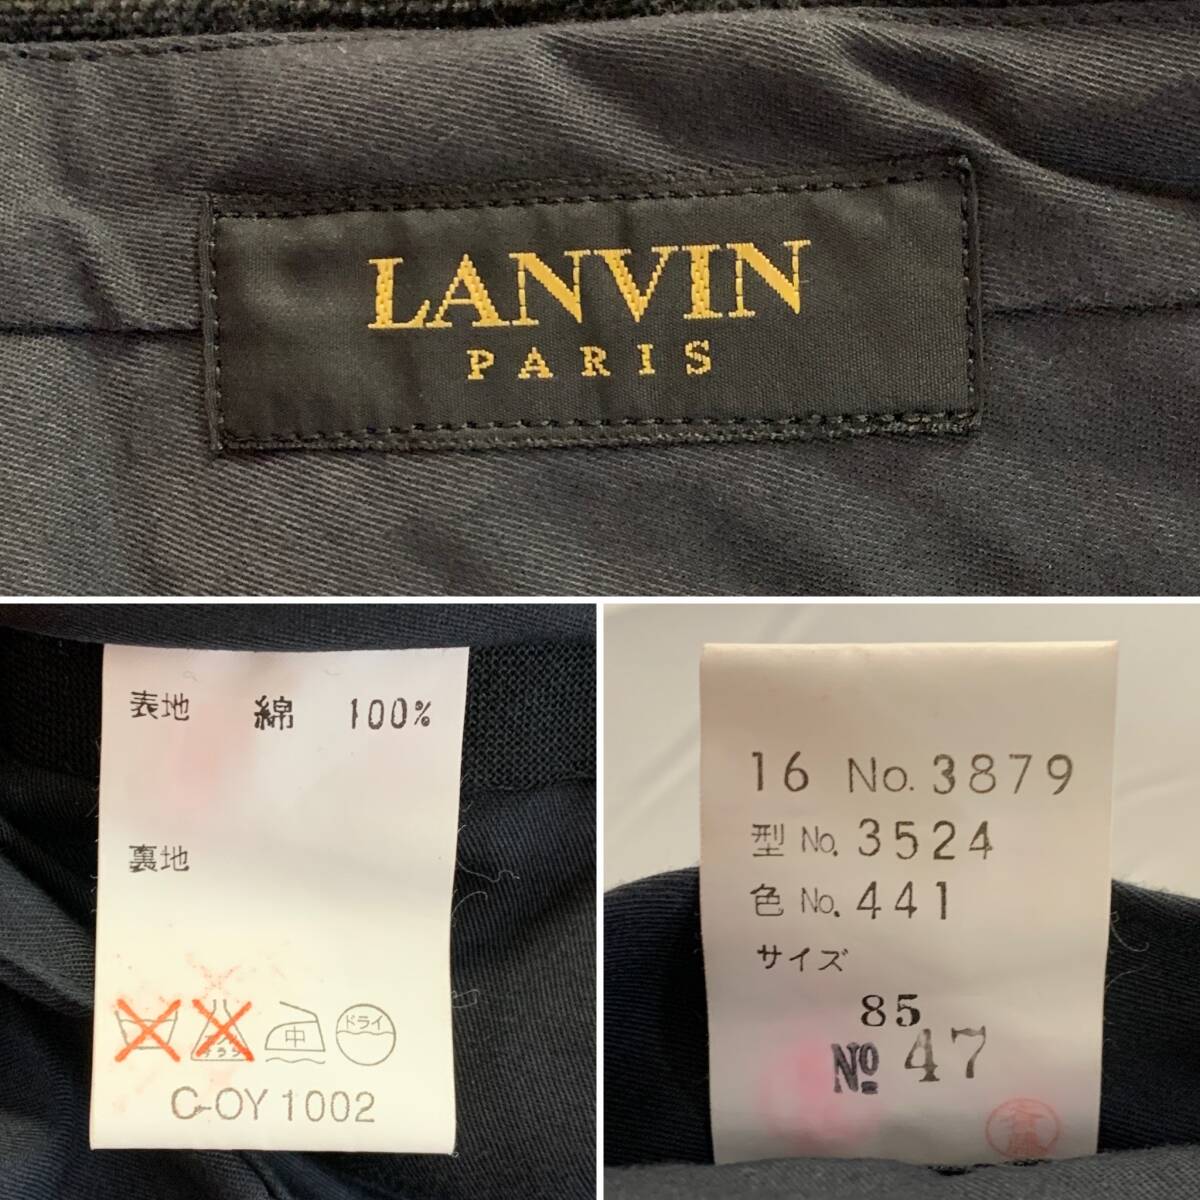 LANVIN
PARIS
表地 綿 100%
裏地
中 ドライ
C-OY 1002
16 No. 3879
型 No. 3524
色 No. 441
サイズ
85
No 47